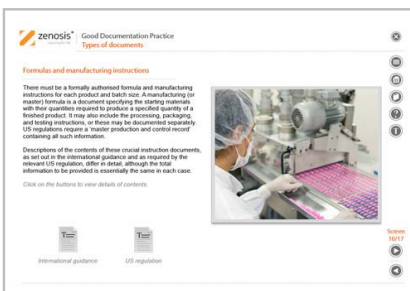 zenosis®
Good Documentation Practice
Types of documents
Formulas and manufacturing instructions
There must be a formally authorised formula and manufacturing
instructions for each product and batch size. A manufacturing (or
master) formula is a document specifying the starting materials
with their quantities required to produce a specified quantity of a
finished product. It may also include the processing, packaging,
and testing instructions, or these may be documented separately.
US regulations require a 'master production and control record'
containing all such information.
Descriptions of the contents of these crucial instruction documents,
as set out in the international guidance and as required by the
relevant US regulation, differ in detail, although the total
information to be provided is essentially the same in each case.
Click on the buttons to view details of contents.
International guidance
US regulation
Screen
16/17